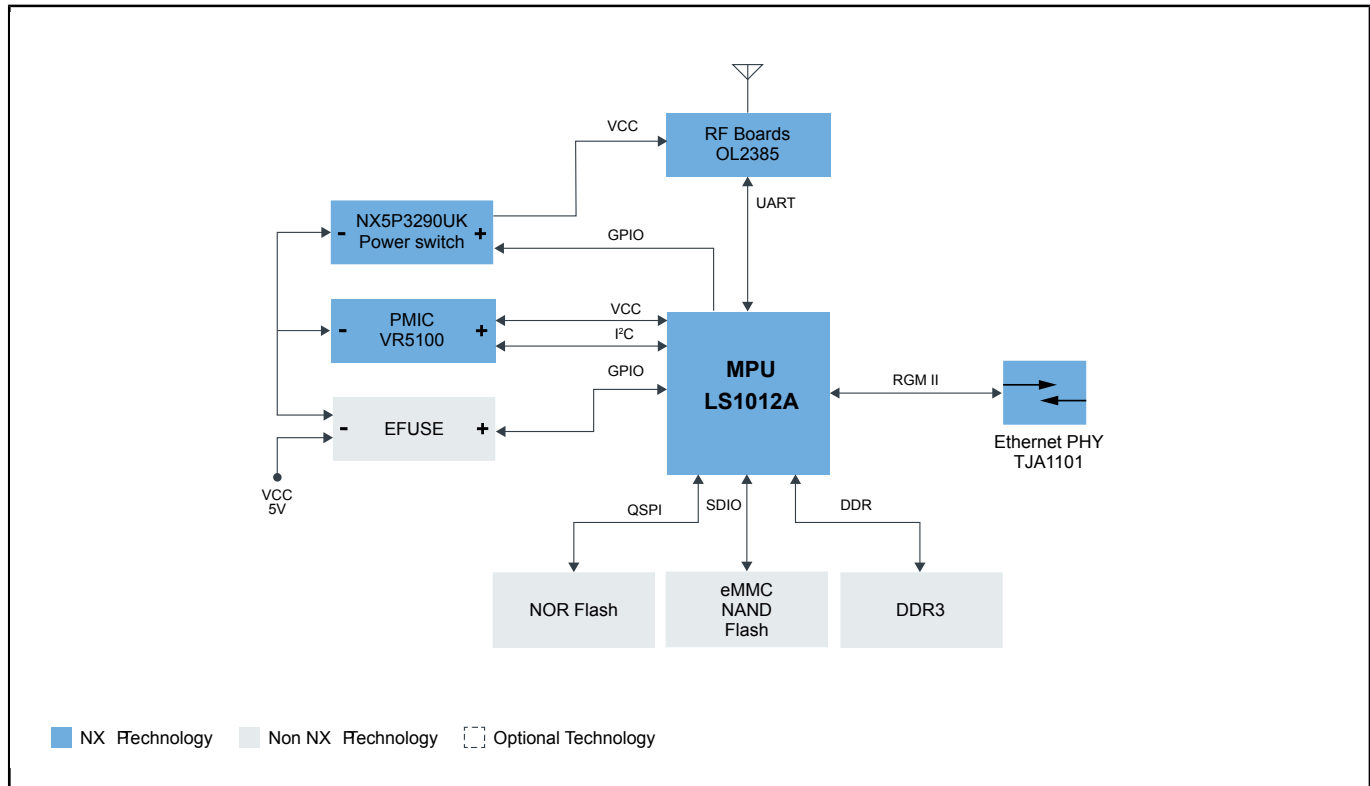 RF Boards
OL2385
VCC
UART
NX5P3290UK
- Power switch +
GPIO
PMIC
- VR5100 +
VCC
I²C
GPIO
- EFUSE +
VCC
5V
MPU
LS1012A
RGM II
Ethernet PHY
TJA1101
QSPI
SDIO
DDR
NOR Flash
eMMC
NAND
Flash
DDR3
NX PTechnology
Non NX PTechnology
Optional Technology